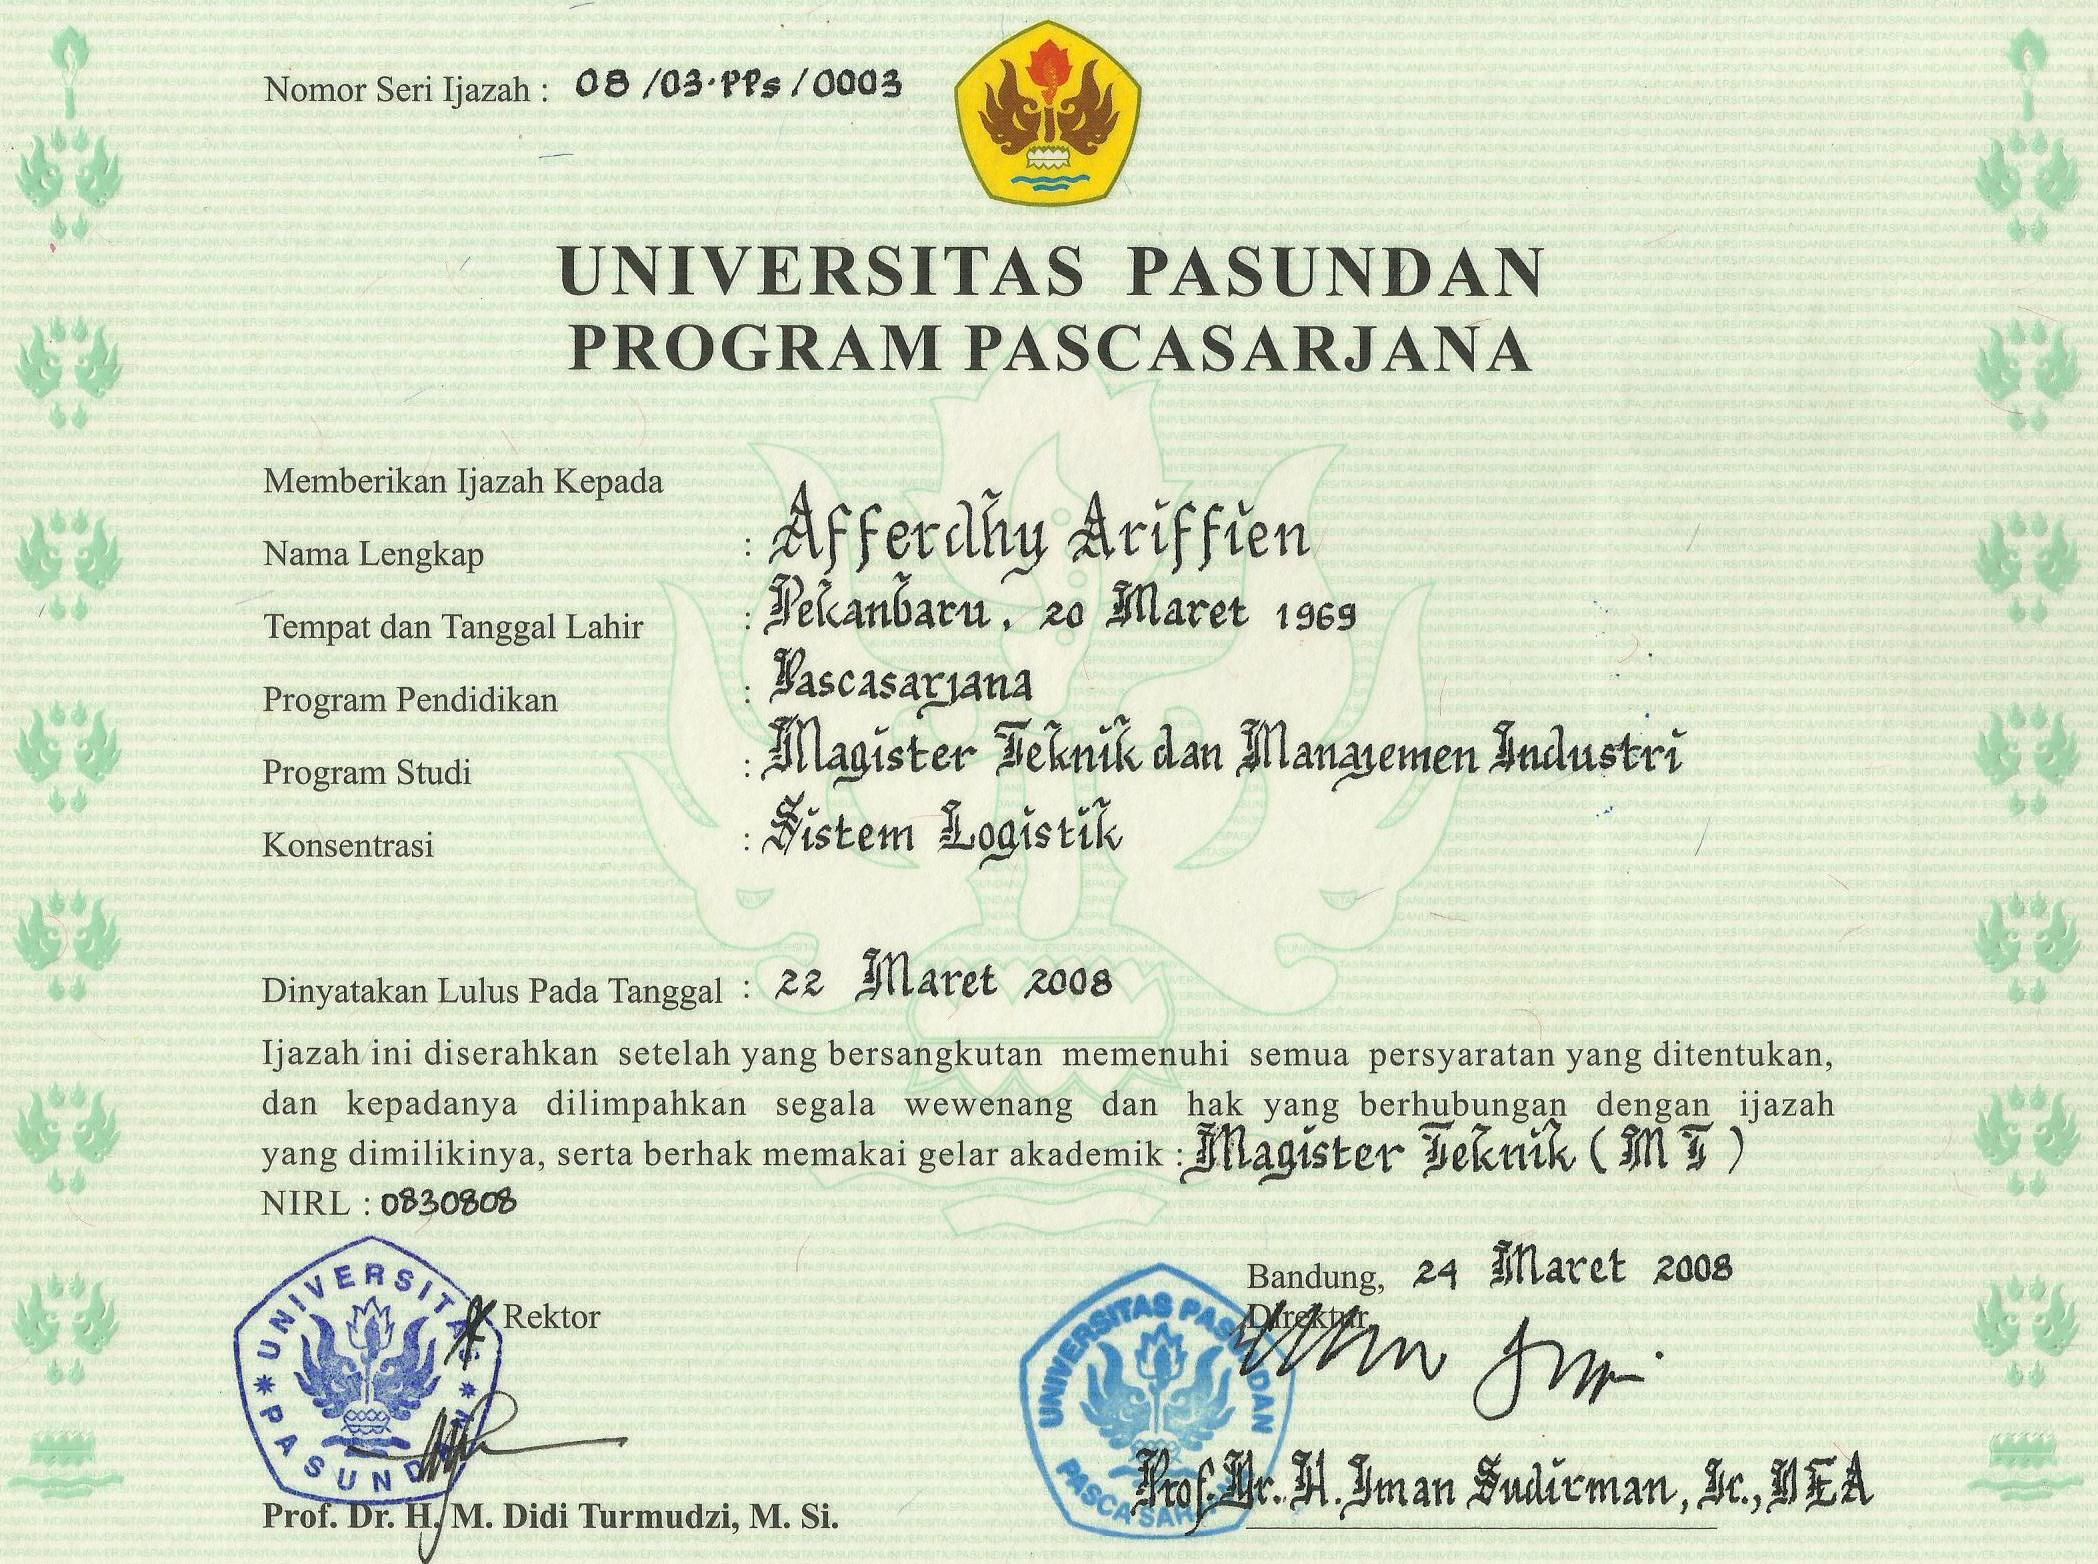 Nomor Seri Ijazah : 08/03.PPs/0003
UNIVERSITAS PASUNDAN
PROGRAM PASCASARJANA
Memberikan Ijazah Kepada
Nama Lengkap : Afferdhy Ariffien
Tempat dan Tanggal Lahir : Pekanbaru, 20 Maret 1969
Program Pendidikan : Pascasarjana
Program Studi : Magister Teknik dan Manajemen Industri
Konsentrasi : Sistem Logistik
Dinyatakan Lulus Pada Tanggal : 22 Maret 2008
Ijazah ini diserahkan setelah yang bersangkutan memenuhi semua persyaratan yang ditentukan,
dan kepadanya dilimpahkan segala wewenang dan hak yang berhubungan dengan ijazah
yang dimilikinya, serta berhak memakai gelar akademik : Magister Teknik ( MT )
NIRL : 0830808
Bandung, 24 Maret 2008
Rektor
Direktur
UNIVERSITAS PASUNDAN
UNIVERSITAS PASUNDAN
Prof. Dr. H. M. Didi Turmudzi, M. Si.
Prof. Dr. H. Iman Sudirman, Ir., DEA